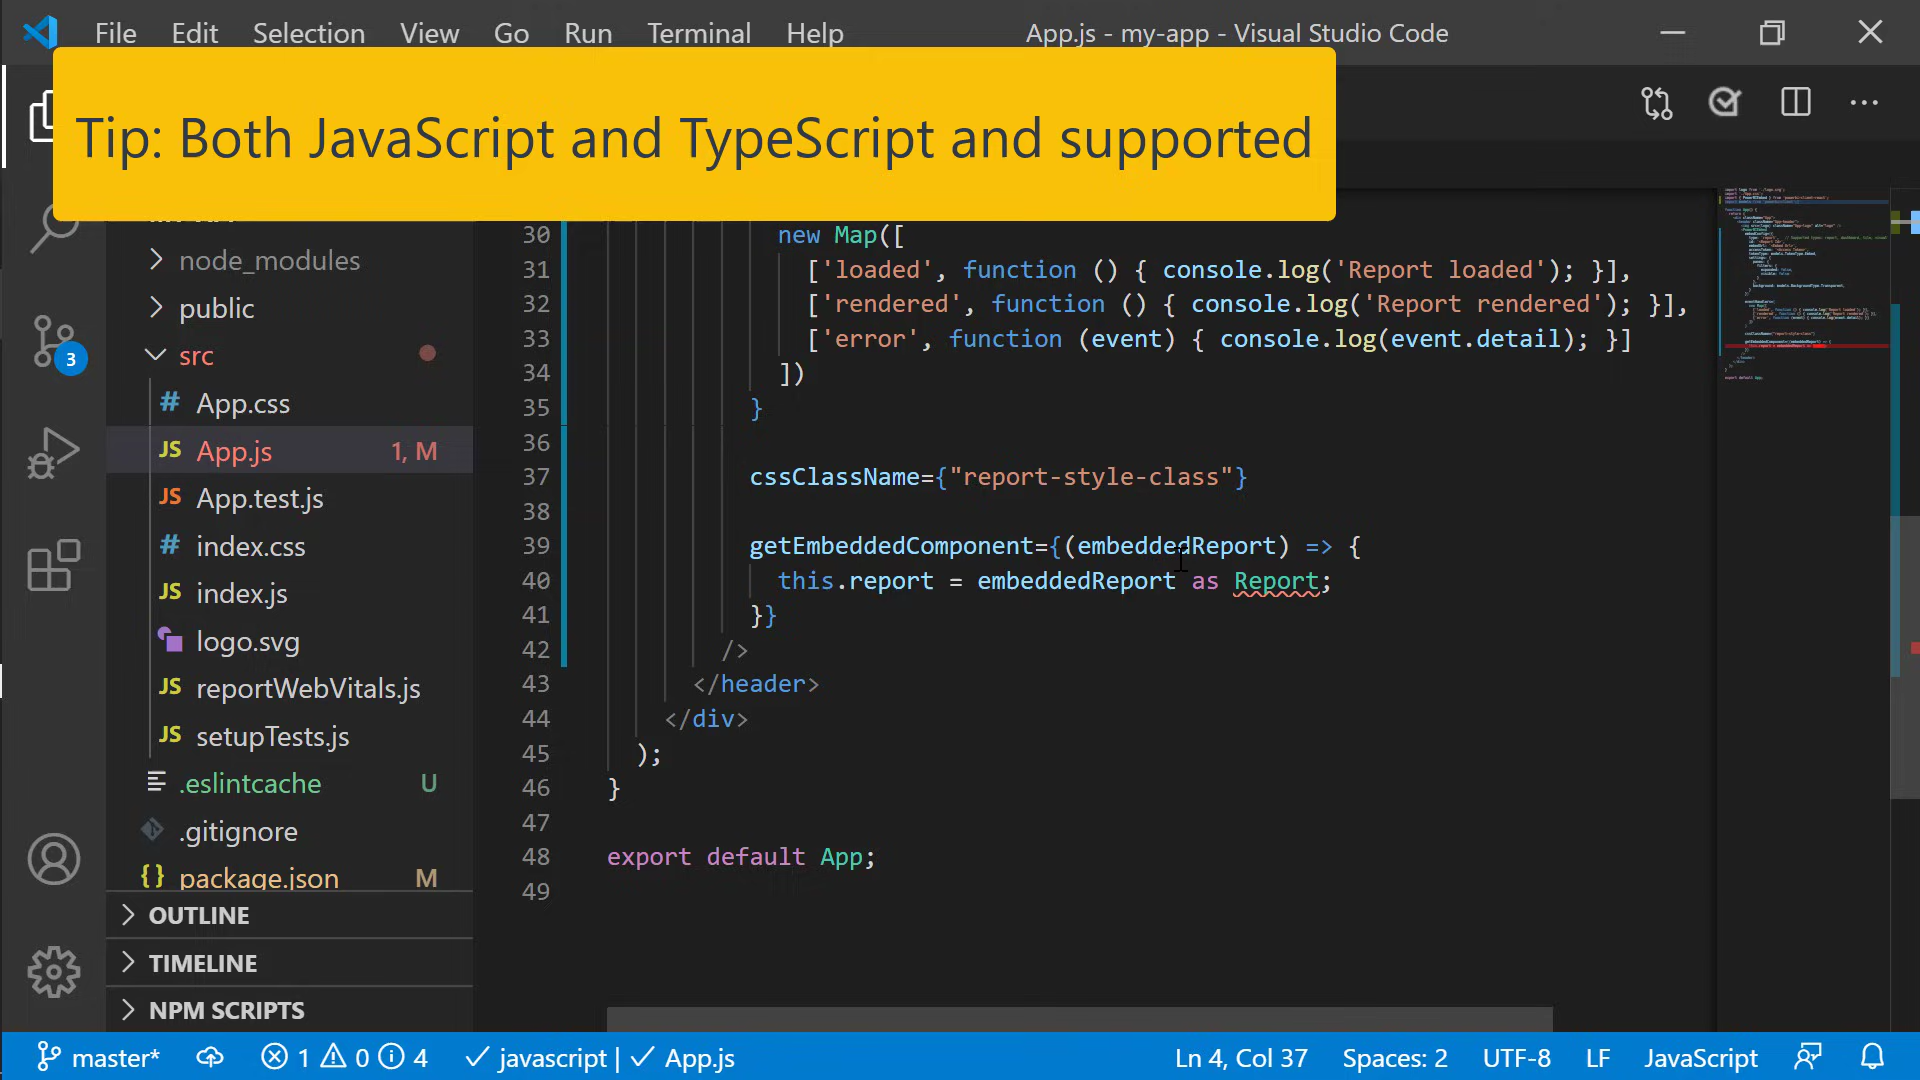 File Edit Selection View Go Run Terminal Help App.js - my-app - Visual Studio Code
Tip: Both JavaScript and TypeScript and supported
node_modules
public
src
App.css
App.js 1, M
App.test.js
index.css
index.js
logo.svg
reportWebVitals.js
setupTests.js
.eslintcache U
.gitignore
package.json M
OUTLINE
TIMELINE
NPM SCRIPTS
3
30 new Map([
31 ['loaded', function () { console.log('Report loaded'); }],
32 ['rendered', function () { console.log('Report rendered'); }],
33 ['error', function (event) { console.log(event.detail); }]
34 ])
35 }
36
37 cssClassName={"report-style-class"}
38
39 getEmbeddedComponent={(embeddedReport) => {
40 this.report = embeddedReport as Report;
41 }}
42 />
43 </header>
44 </div>
45 );
46 }
47
48 export default App;
49
master* 1 0 4 javascript | App.js Ln 4, Col 37 Spaces: 2 UTF-8 LF JavaScript